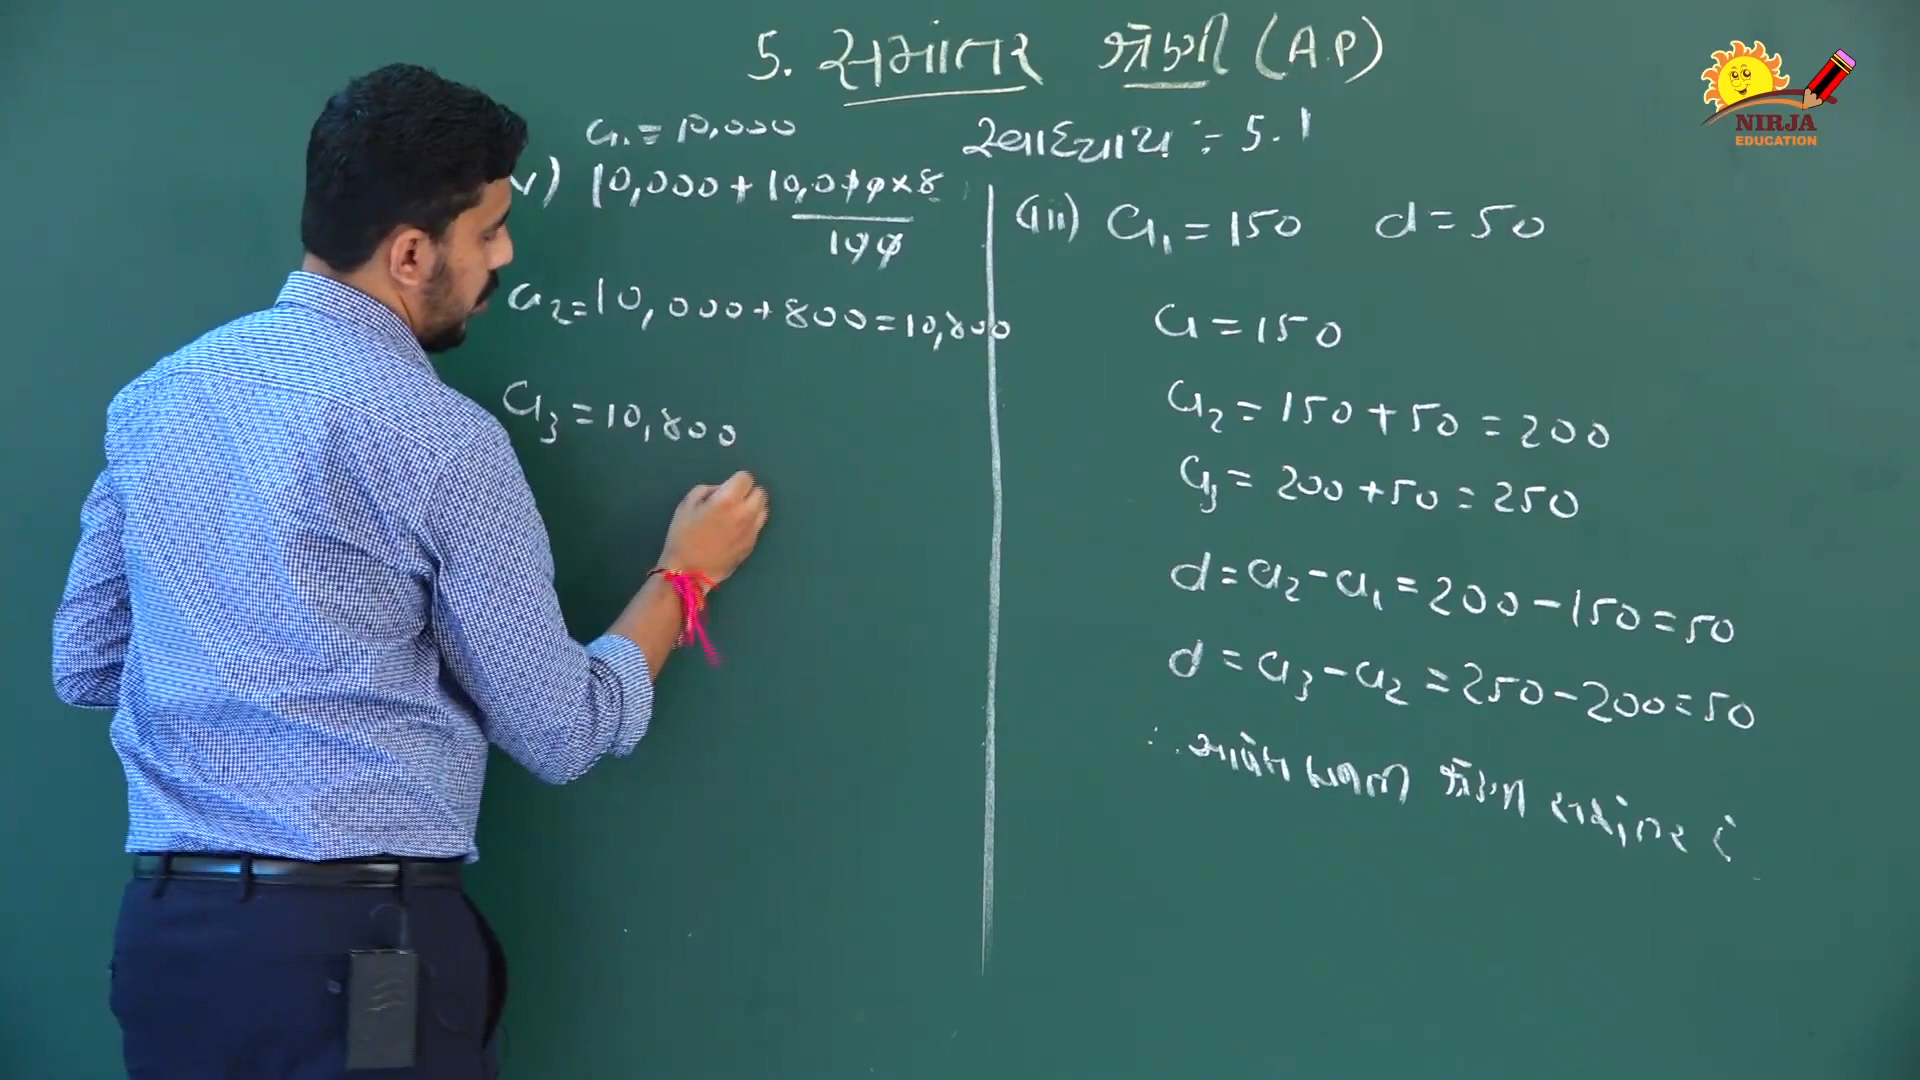 5. સમાંતર શ્રેણી (A.P)
સ્વાધ્યાય :- 5.1
a₁ = 10,000
v) 10,000 + 10,000×8
100
a₂ = 10,000 + 800 = 10,800
a₃ = 10,800
(iii) a₁ = 150 d = 50
a = 150
a₂ = 150 + 50 = 200
a₃ = 200 + 50 = 250
d = a₂ - a₁ = 200 - 150 = 50
d = a₃ - a₂ = 250 - 200 = 50
∴ શ્રેણી સમાંતર છે
NIRJA
EDUCATION